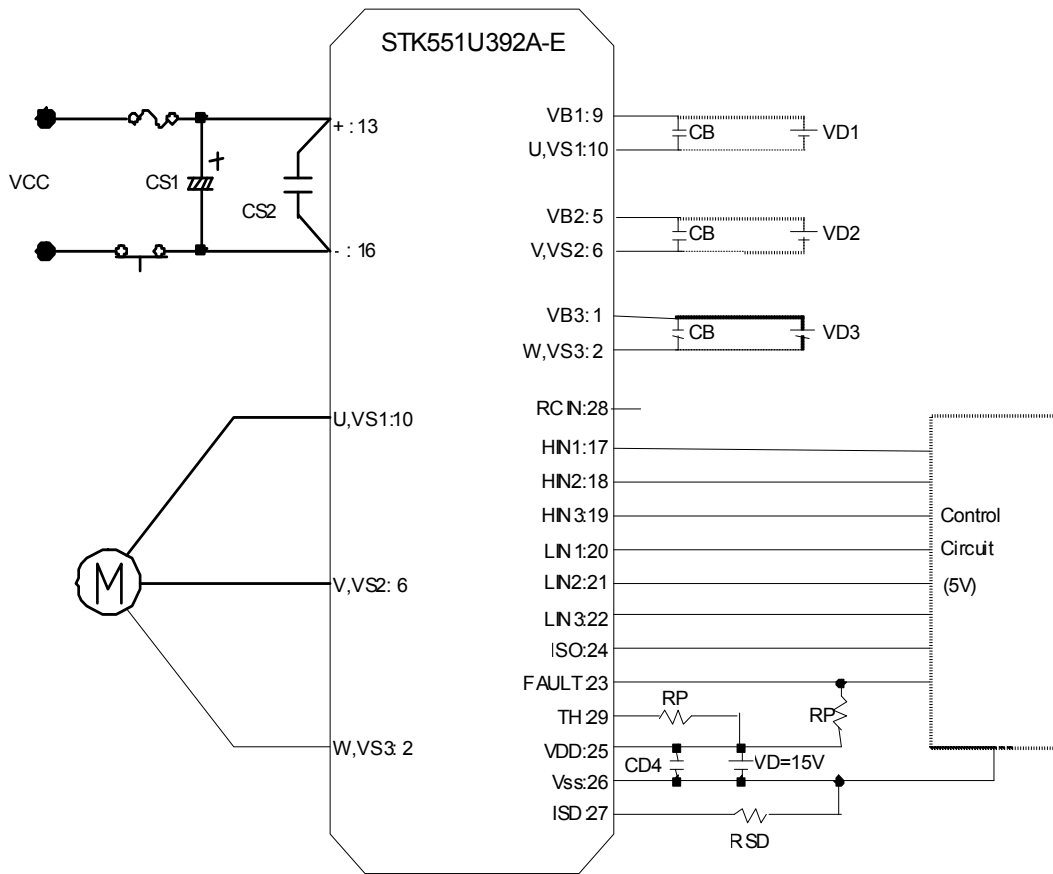 STK551U392A-E
+ : 13
- : 16
VCC
CS1
+
CS2
U,VS1:10
V,VS2: 6
W,VS3: 2
M
VB1: 9
U,VS1:10
CB
VD1
VB2: 5
V,VS2: 6
CB
VD2
VB3: 1
W,VS3: 2
CB
VD3
RCIN:28
HIN1:17
HIN2:18
HIN3:19
LIN1:20
LIN2:21
LIN3:22
ISO:24
FAULT:23
TH:29
VDD:25
Vss:26
ISD:27
RP
RP
CD4
VD=15V
RSD
Control
Circuit
(5V)